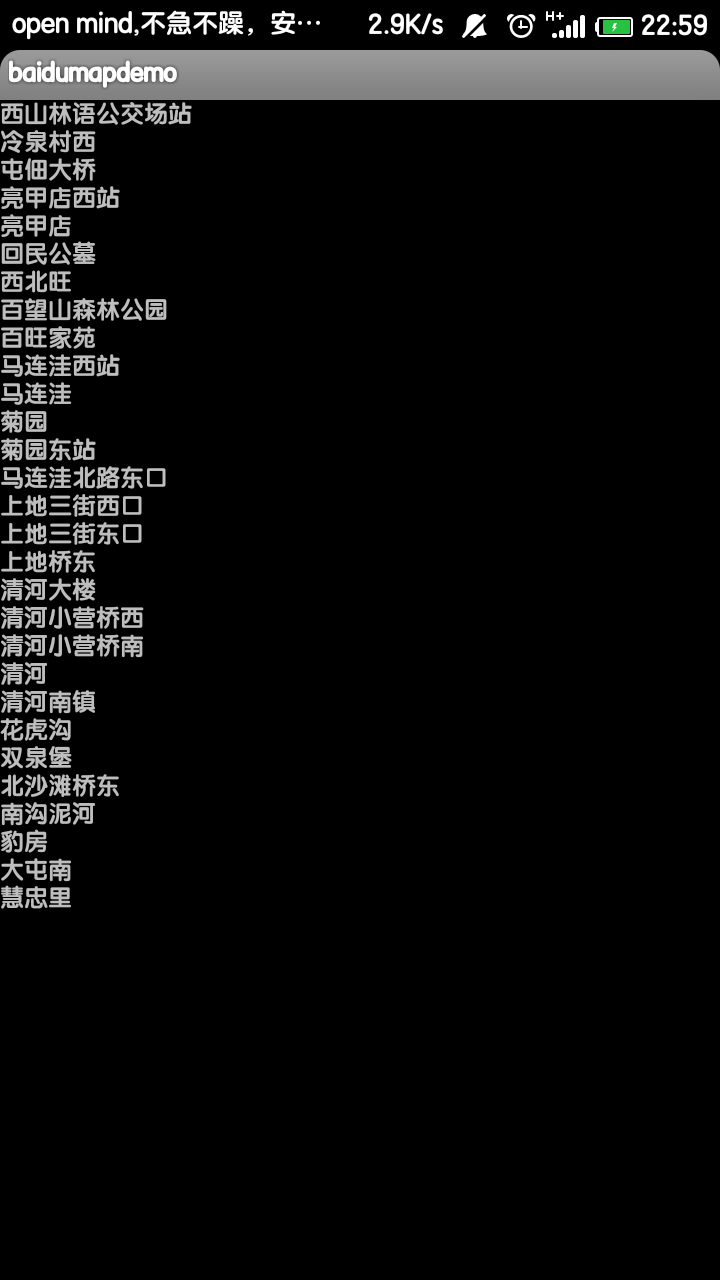 open mind,不急不躁，安… 2.9K/s H+ 22:59
baidumapdemo
西山林语公交场站
冷泉村西
屯佃大桥
亮甲店西站
亮甲店
回民公墓
西北旺
百望山森林公园
百旺家苑
马连洼西站
马连洼
菊园
菊园东站
马连洼北路东口
上地三街西口
上地三街东口
上地桥东
清河大楼
清河小营桥西
清河小营桥南
清河
清河南镇
花虎沟
双泉堡
北沙滩桥东
南沟泥河
豹房
大屯南
慧忠里